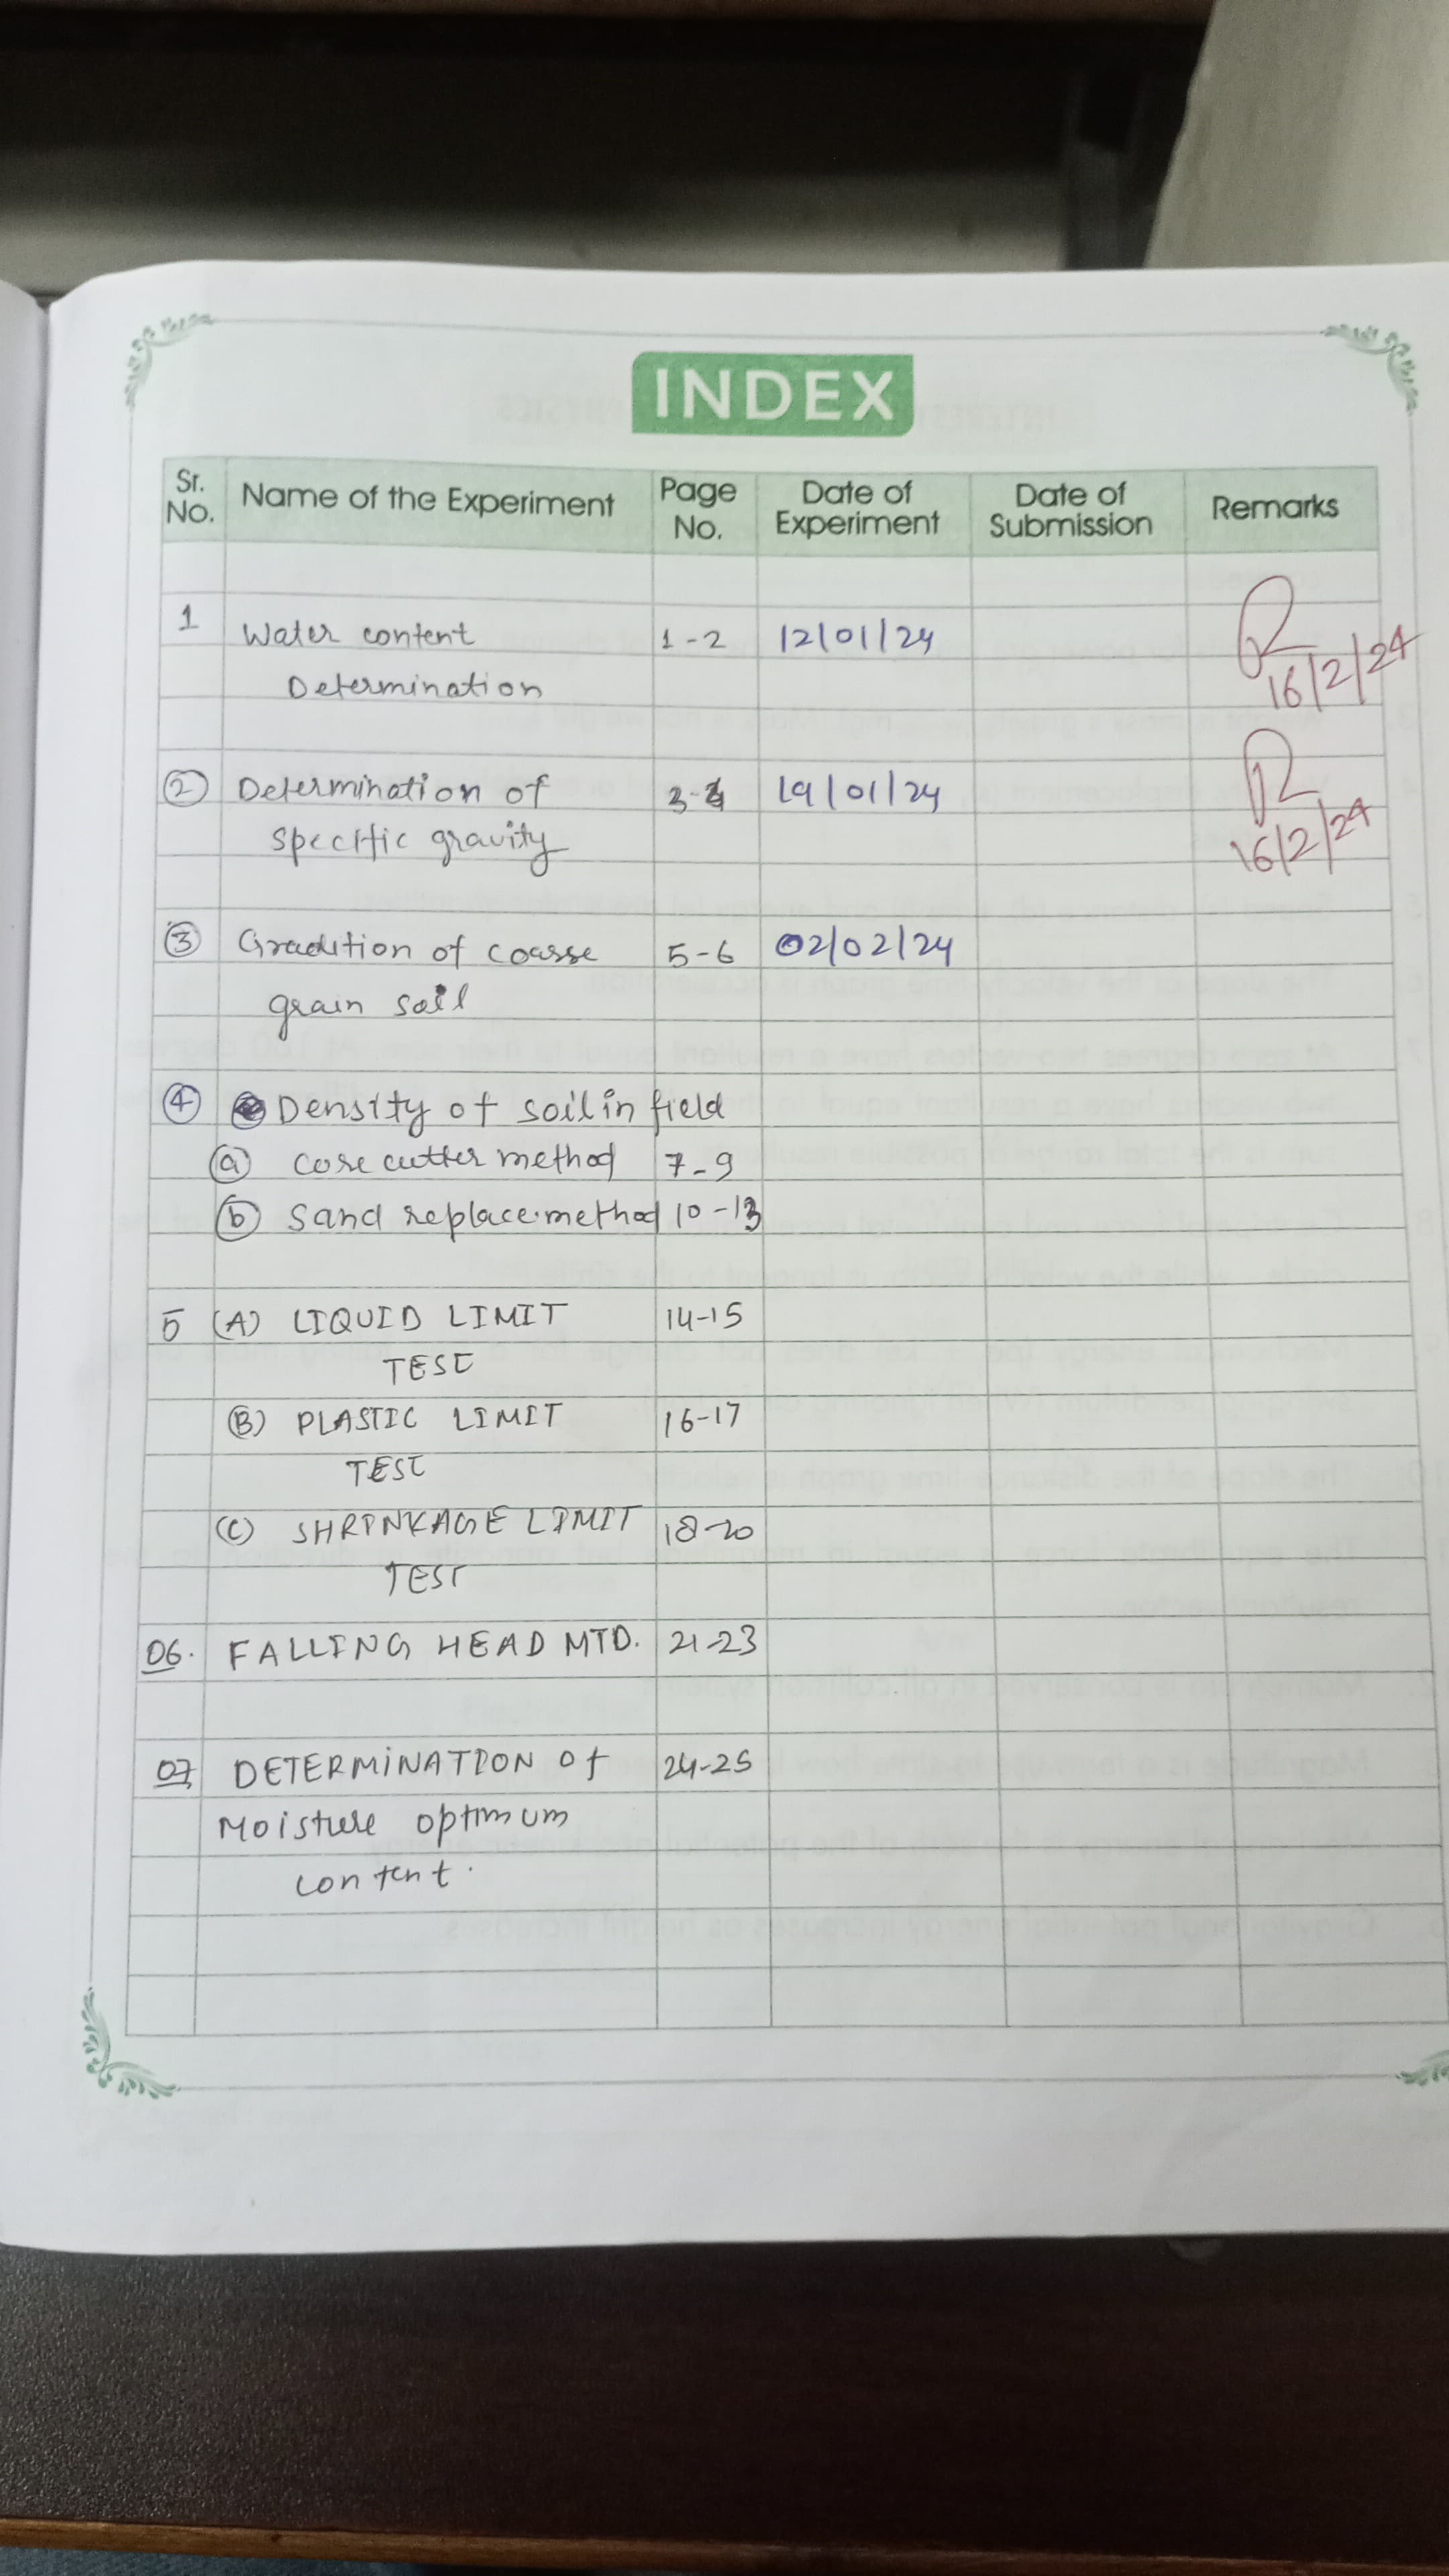 INDEX
Sr. No. Name of the Experiment Page No. Date of Experiment Date of Submission Remarks
1 Water content 1-2 12/01/24
Determination 16/2/24
② Determination of 3-4 19/01/24
specific gravity 16/2/24
③ of coarse 5-6 02/02/24
grain soil
④ Density of soil in field
ⓐ core cutter method 7-9
ⓑ Sand replace.method 10-13
5 (A) LIQUID LIMIT 14-15
TEST
(B) PLASTIC LIMIT 16-17
TEST
(C) SHRINKAGE LIMIT 18-20
TEST
06. FALLING HEAD MTD. 21-23
07 DETERMINATION Of 24-25
Moisture optimum
content.